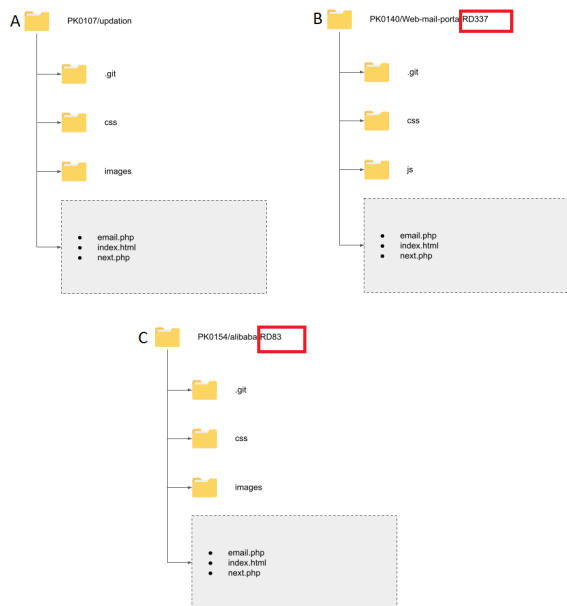 A PK0107/updation
.git
css
images
● email.php
● index.html
● next.php
B PK0140/Web-mail-porta RD337
.git
css
js
● email.php
● index.html
● next.php
C PK0154/alibaba RD83
.git
css
images
● email.php
● index.html
● next.php